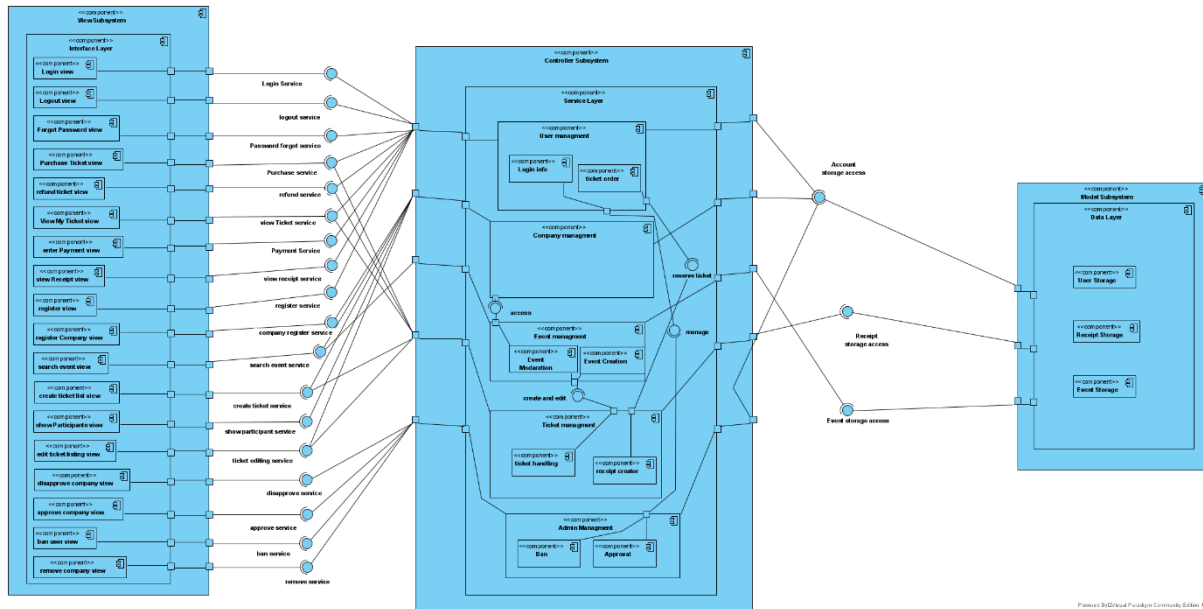 <<component>>
View Subsystem
<<component>>
Interface Layer
<<component>>
Login view
<<component>>
Logout view
<<component>>
Forgot Password view
<<component>>
Purchase Ticket view
<<component>>
refund ticket view
<<component>>
View My Ticket view
<<component>>
enter Payment view
<<component>>
view Receipt view
<<component>>
register view
<<component>>
register Company view
<<component>>
search event view
<<component>>
create ticket list view
<<component>>
show Participants view
<<component>>
edit ticket listing view
<<component>>
disapprove company view
<<component>>
approve company view
<<component>>
ban user view
<<component>>
remove company view
Login Service
logout service
Password forgot service
Purchase service
refund service
view Ticket service
Payment Service
view receipt service
register service
company register service
search event service
create ticket service
show participant service
ticket editing service
disapprove service
approve service
ban service
remove service
<<component>>
Controller Subsystem
<<component>>
Service Layer
<<component>>
User managment
<<component>>
Login info
<<component>>
ticket order
<<component>>
Company managment
reserve ticket
access
manage
<<component>>
Event managment
<<component>>
Event
Modaration
<<component>>
Event Creation
create and edit
<<component>>
Ticket managment
<<component>>
ticket handling
<<component>>
receipt creator
<<component>>
Admin Managment
<<component>>
Ban
<<component>>
Approval
Account
storage access
Receipt
storage access
Event storage access
<<component>>
Model Subsystem
<<component>>
Data Layer
<<component>>
User Storage
<<component>>
Receipt Storage
<<component>>
Event Storage